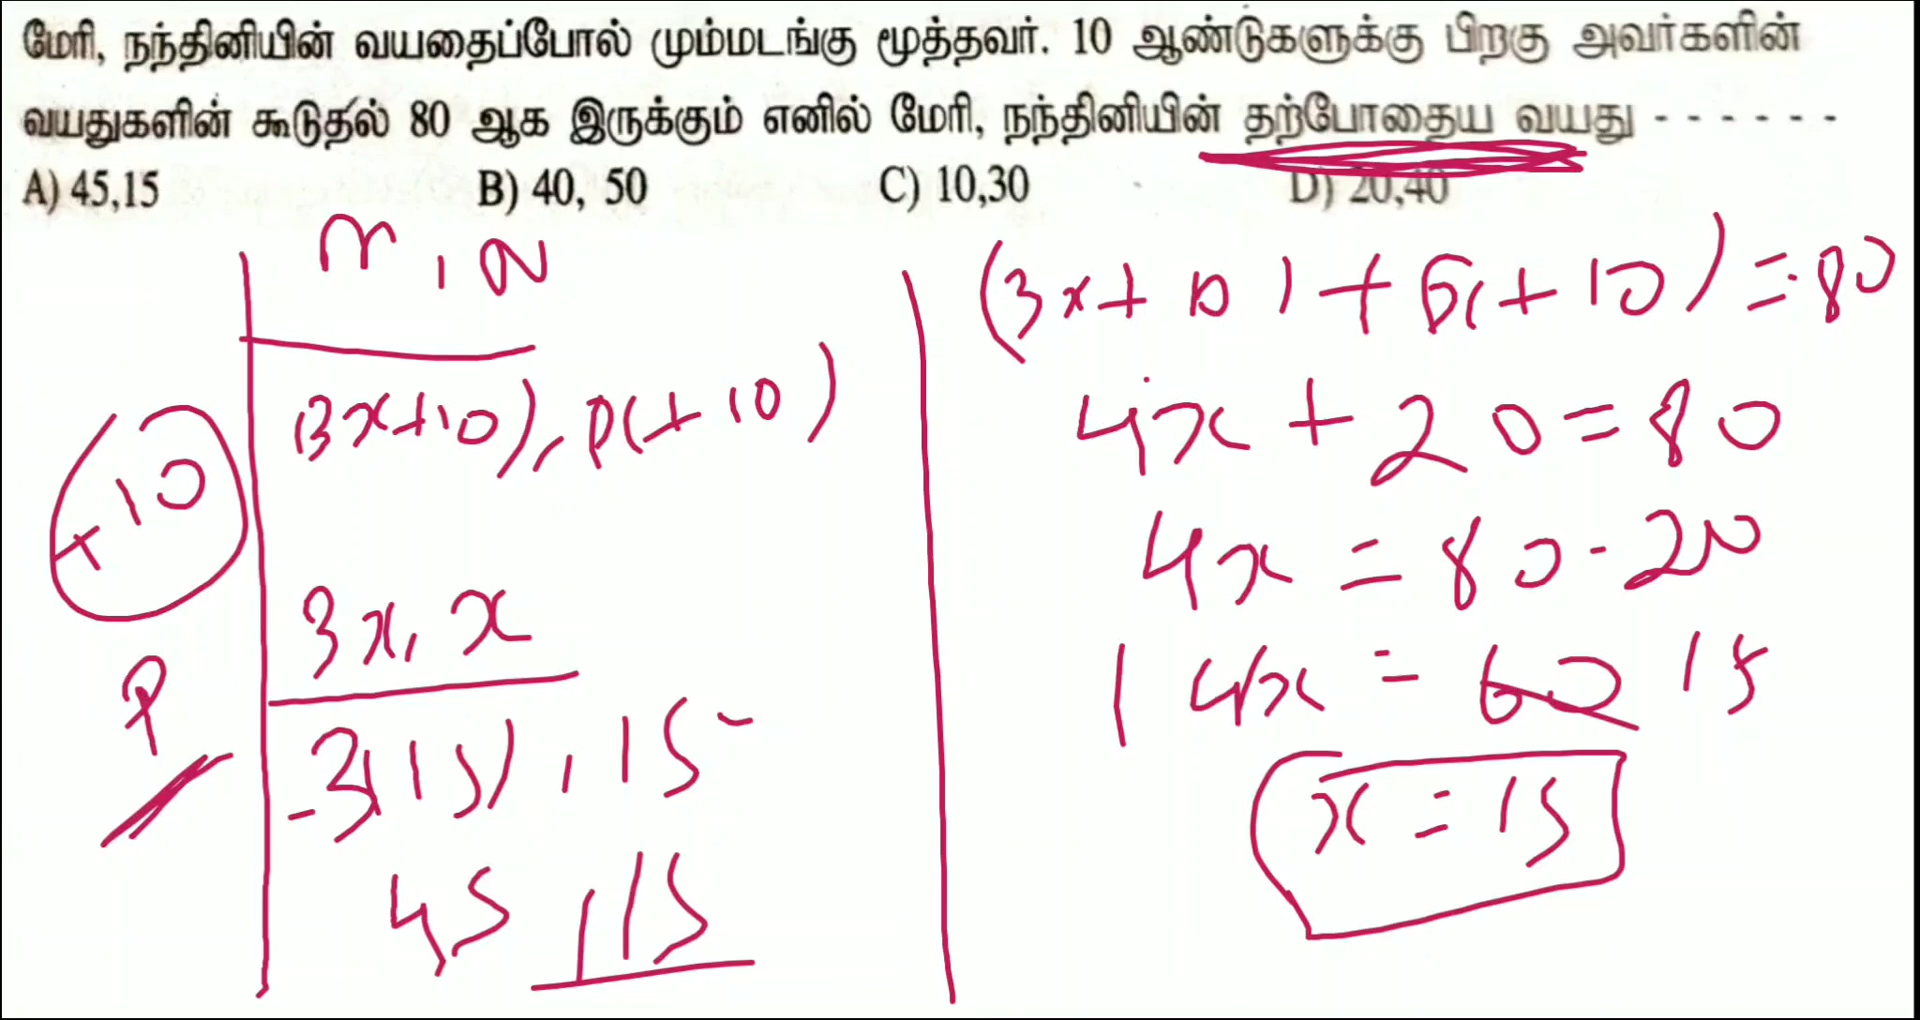 மேரி, நந்தினியின் வயதைப்போல் மும்மடங்கு மூத்தவர். 10 ஆண்டுகளுக்கு பிறகு அவர்களின்
வயதுகளின் கூடுதல் 80 ஆக இருக்கும் எனில் மேரி, நந்தினியின் தற்போதைய வயது - - - - - -
A) 45,15 B) 40, 50 C) 10,30 D) 20,40
M, N
(3x+10), (x+10)
+10
3x, x
P
3(15), 15
45, 15
(3x+10)+(x+10)=80
4x+20=80
4x=80-20
4x=60 15
x=15